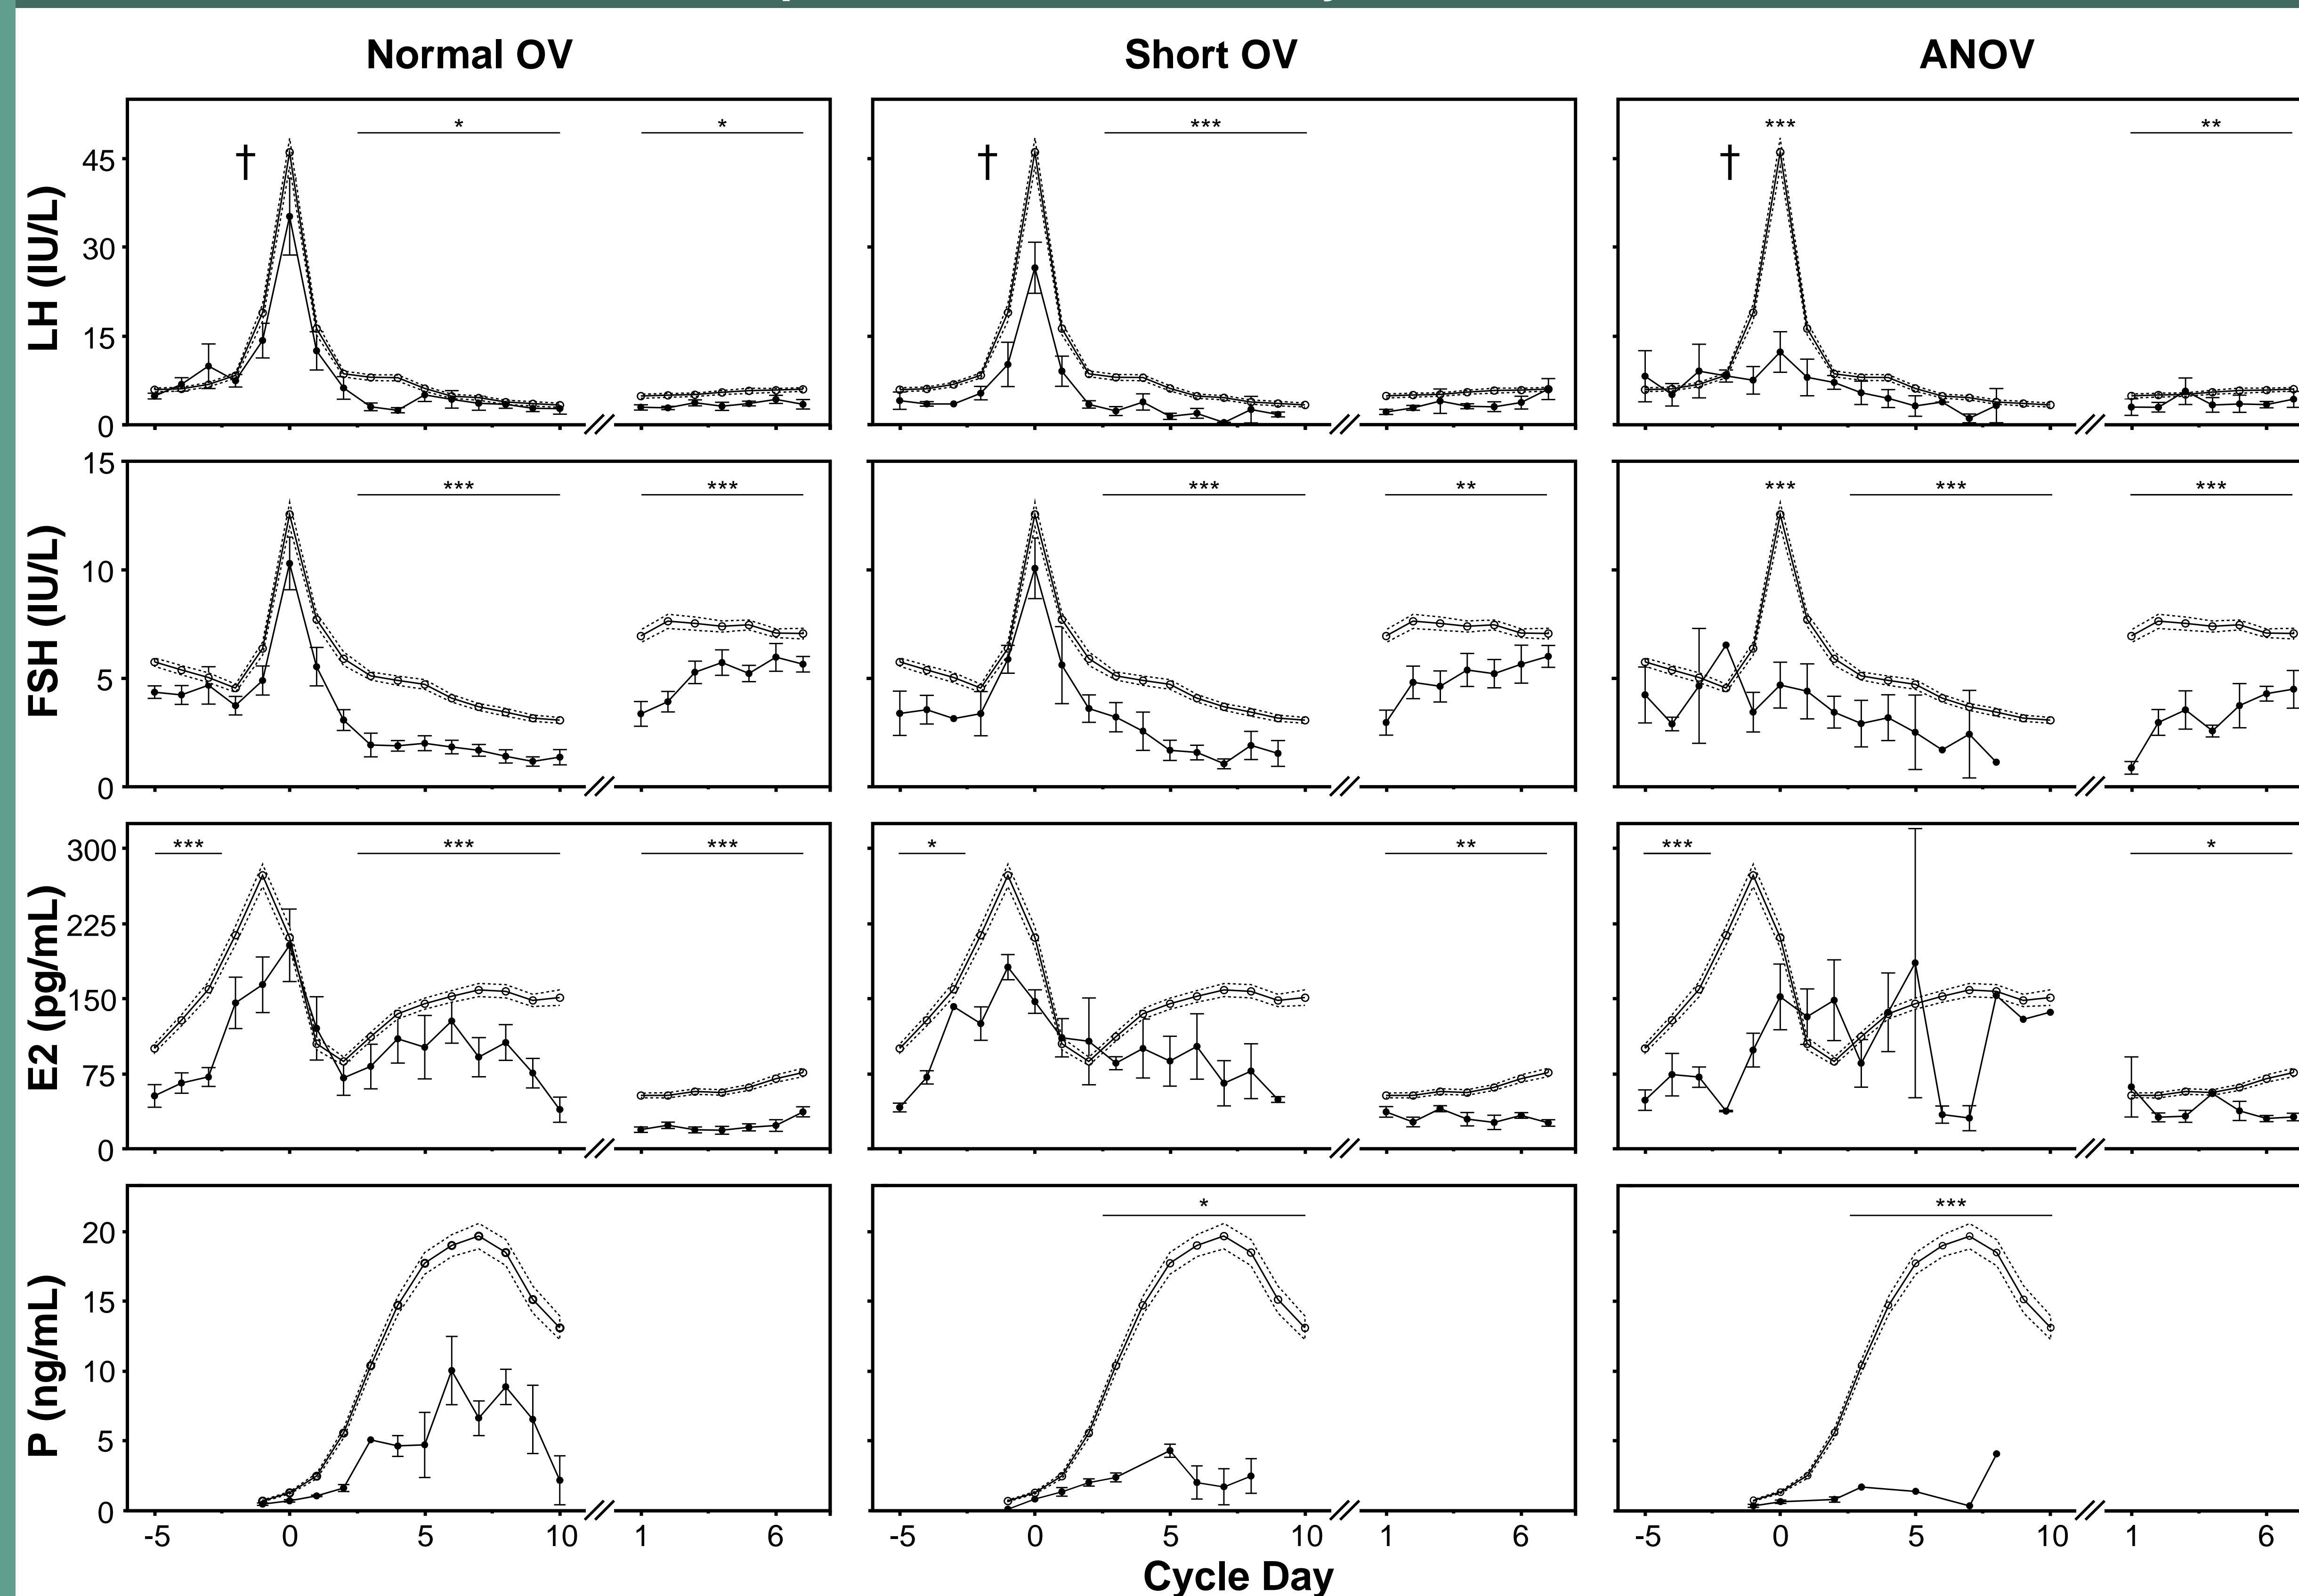 Normal OV Short OV ANOV
* * *** *** **
† † †
45
30
15
0
LH (IU/L)
*** *** *** ** *** *** ***
15
10
5
0
FSH (IU/L)
*** *** *** * ** *** *
300
225
150
75
0
E2 (pg/mL)
* ***
20
15
10
5
0
P (ng/mL)
-5 0 5 10 1 6 -5 0 5 10 1 6 -5 0 5 10 1 6
Cycle Day